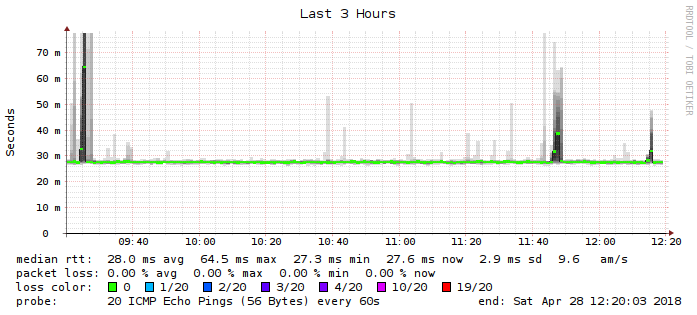 Last 3 Hours
RRDTOOL / TOBI OETIKER
Seconds
70 m
60 m
50 m
40 m
30 m
20 m
10 m
0
09:40 10:00 10:20 10:40 11:00 11:20 11:40 12:00 12:20
median rtt: 28.0 ms avg 64.5 ms max 27.3 ms min 27.6 ms now 2.9 ms sd 9.6 am/s
packet loss: 0.00 % avg 0.00 % max 0.00 % min 0.00 % now
loss color: 0 1/20 2/20 3/20 4/20 10/20 19/20
probe: 20 ICMP Echo Pings (56 Bytes) every 60s end: Sat Apr 28 12:20:03 2018